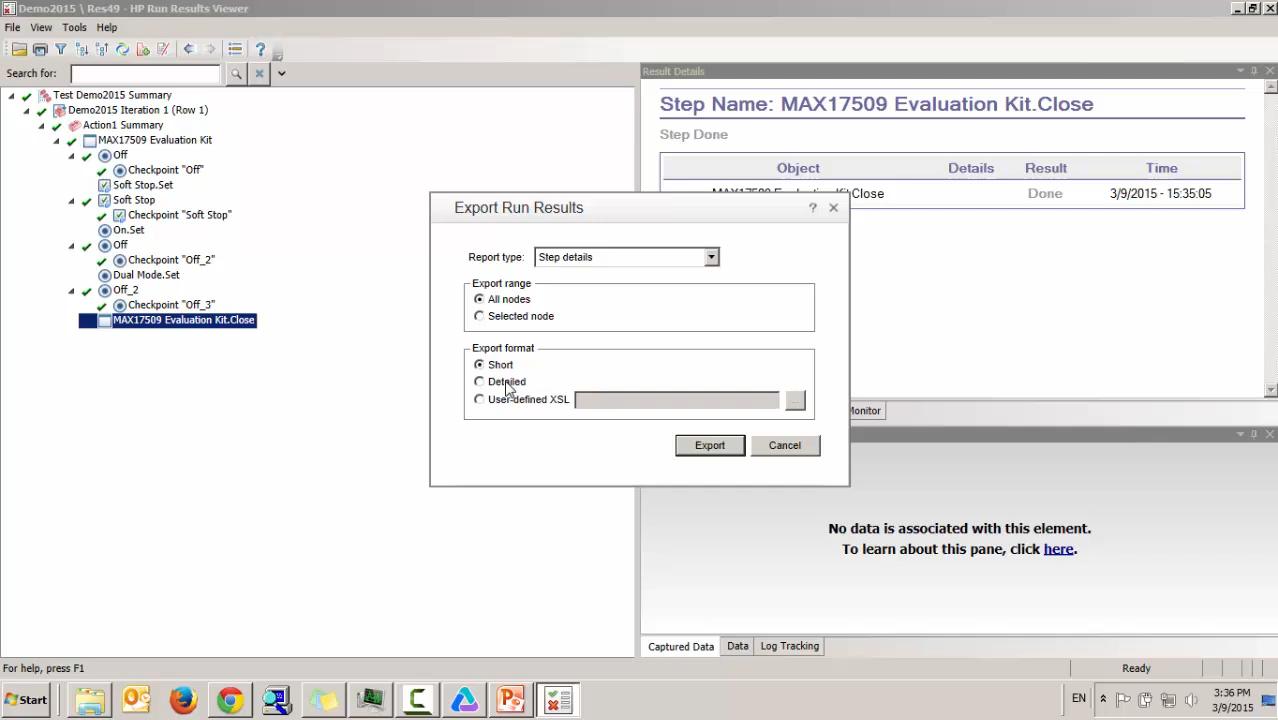 Demo2015 \ Res49 - HP Run Results Viewer
File View Tools Help
Search for:
Test Demo2015 Summary
Demo2015 Iteration 1 (Row 1)
Action1 Summary
MAX17509 Evaluation Kit
Off
Checkpoint "Off"
Soft Stop.Set
Soft Stop
Checkpoint "Soft Stop"
On.Set
Off
Checkpoint "Off_2"
Dual Mode.Set
Off_2
Checkpoint "Off_3"
MAX17509 Evaluation Kit.Close
Result Details
Step Name: MAX17509 Evaluation Kit.Close
Step Done
Object Details Result Time
MAX17509 Evaluation Kit.Close Done 3/9/2015 - 15:35:05
Export Run Results
Report type: Step details
Export range
All nodes
Selected node
Export format
Short
Detailed
User-defined XSL
...
Export Cancel
Monitor
No data is associated with this element.
To learn about this pane, click here.
Captured Data Data Log Tracking
For help, press F1
Ready
Start
EN
3:36 PM
3/9/2015